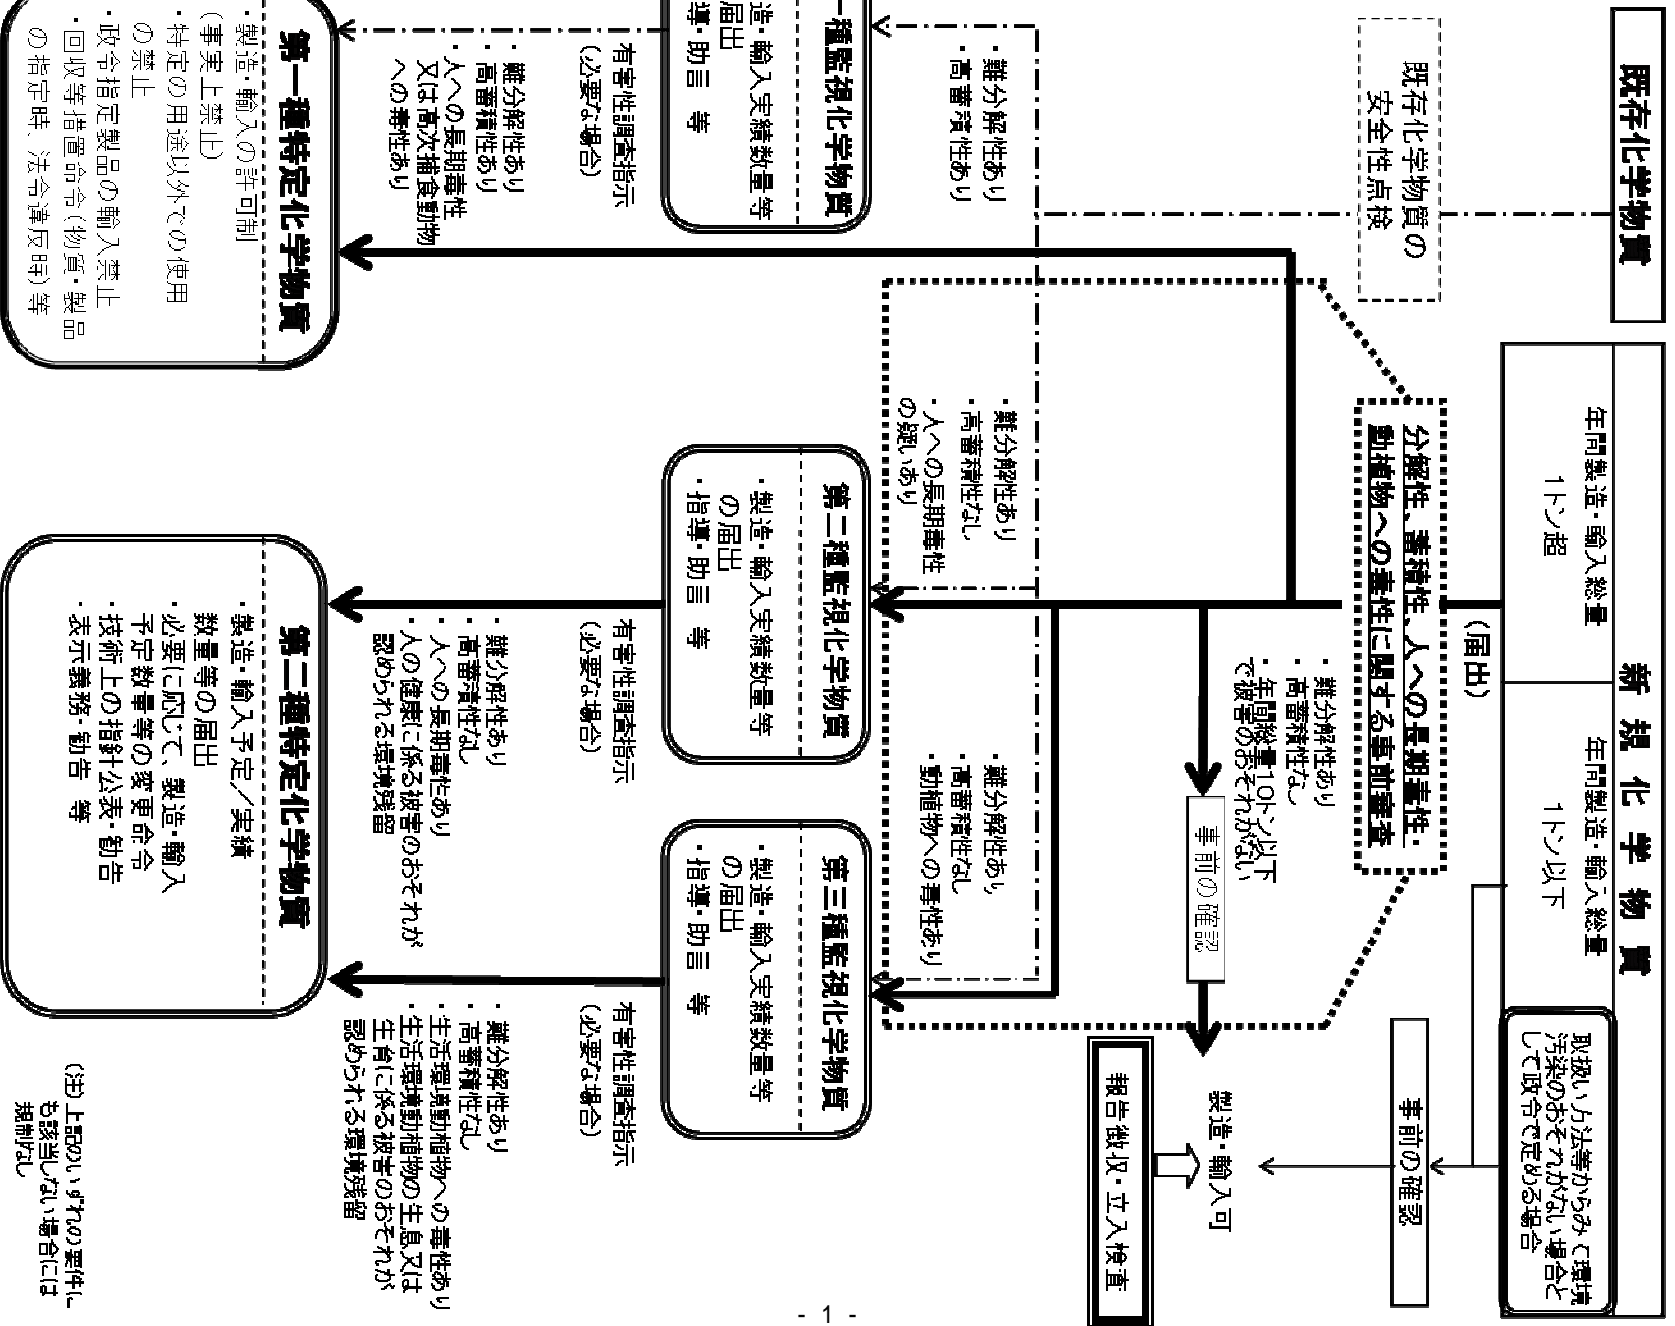 既存化学物質
新規化学物質
年間製造・輸入総量
1トン超
年間製造・輸入総量
1トン以下
取扱い方法等からみて環境
汚染のおそれがない場合と
して政令で定める場合
(届出)
既存化学物質の
安全性点検
分解性、蓄積性、人への長期毒性・
動植物への毒性に関する事前審査
事前の確認
・難分解性あり
・高蓄積性なし
・年間総量10トン以下
で被害のおそれがない
事前の確認
製造・輸入可
報告徴収・立入検査
・難分解性あり
・高蓄積性あり
・難分解性あり
・高蓄積性なし
・人への長期毒性
の疑いあり
・難分解性あり
・高蓄積性なし
・動植物への毒性あり
一種監視化学物質
造・輸入実績数量等
届出
導・助言 等
第二種監視化学物質
・製造・輸入実績数量等
の届出
・指導・助言 等
第三種監視化学物質
・製造・輸入実績数量等
の届出
・指導・助言 等
有害性調査指示
(必要な場合)
有害性調査指示
(必要な場合)
有害性調査指示
(必要な場合)
・難分解性あり
・高蓄積性あり
・人への長期毒性
又は高次捕食動物
への毒性あり
・難分解性あり
・高蓄積性なし
・人への長期毒性あり
・人の健康に係る被害のおそれが
認められる環境残留
・難分解性あり
・高蓄積性なし
・生活環境動植物への毒性あり
・生活環境動植物の生息又は
生育に係る被害のおそれが
認められる環境残留
第一種特定化学物質
・製造・輸入の許可制
(事実上禁止)
・特定の用途以外での使用
の禁止
・政令指定製品の輸入禁止
・回収等措置命令(物質・製品
の指定時、法令違反時)等
第二種特定化学物質
・製造・輸入予定/実績
数量等の届出
・必要に応じて、製造・輸入
予定数量等の変更命令
・技術上の指針公表・勧告
・表示義務・勧告 等
(注)上記のいずれの要件に
も該当しない場合には
規制なし
- 1 -